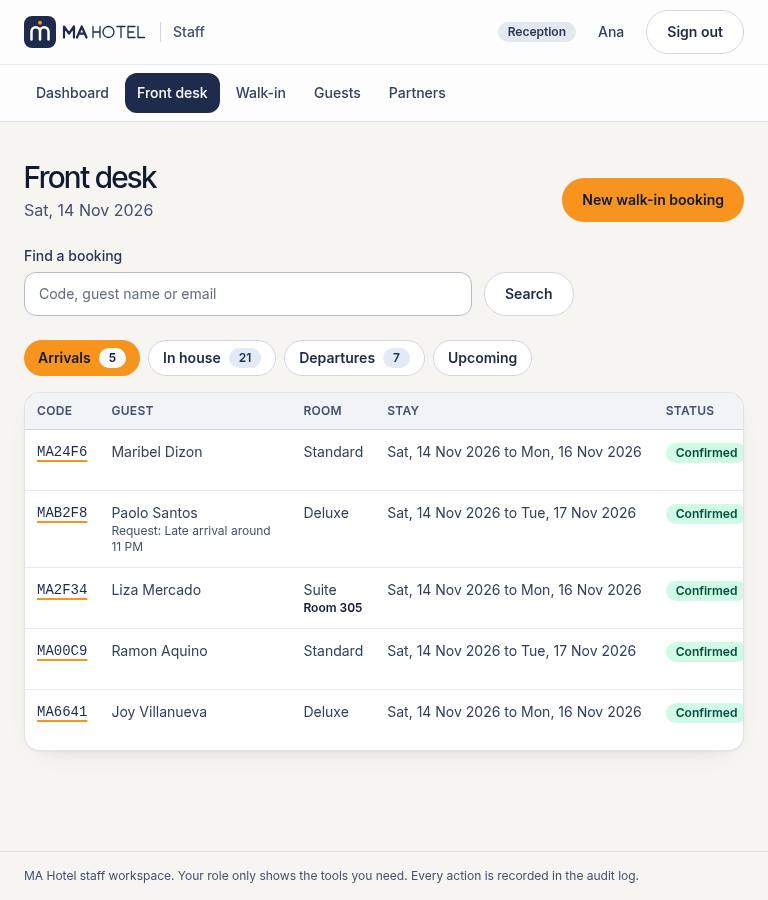 MA HOTEL Staff Reception Ana Sign out
Dashboard Front desk Walk-in Guests Partners
Front desk
Sat, 14 Nov 2026
New walk-in booking
Find a booking
Code, guest name or email Search
Arrivals 5 In house 21 Departures 7 Upcoming
CODE GUEST ROOM STAY STATUS
MA24F6 Maribel Dizon Standard Sat, 14 Nov 2026 to Mon, 16 Nov 2026 Confirmed
MAB2F8 Paolo Santos Deluxe Sat, 14 Nov 2026 to Tue, 17 Nov 2026 Confirmed
Request: Late arrival around
11 PM
MA2F34 Liza Mercado Suite Sat, 14 Nov 2026 to Mon, 16 Nov 2026 Confirmed
Room 305
MA00C9 Ramon Aquino Standard Sat, 14 Nov 2026 to Tue, 17 Nov 2026 Confirmed
MA6641 Joy Villanueva Deluxe Sat, 14 Nov 2026 to Mon, 16 Nov 2026 Confirmed
MA Hotel staff workspace. Your role only shows the tools you need. Every action is recorded in the audit log.